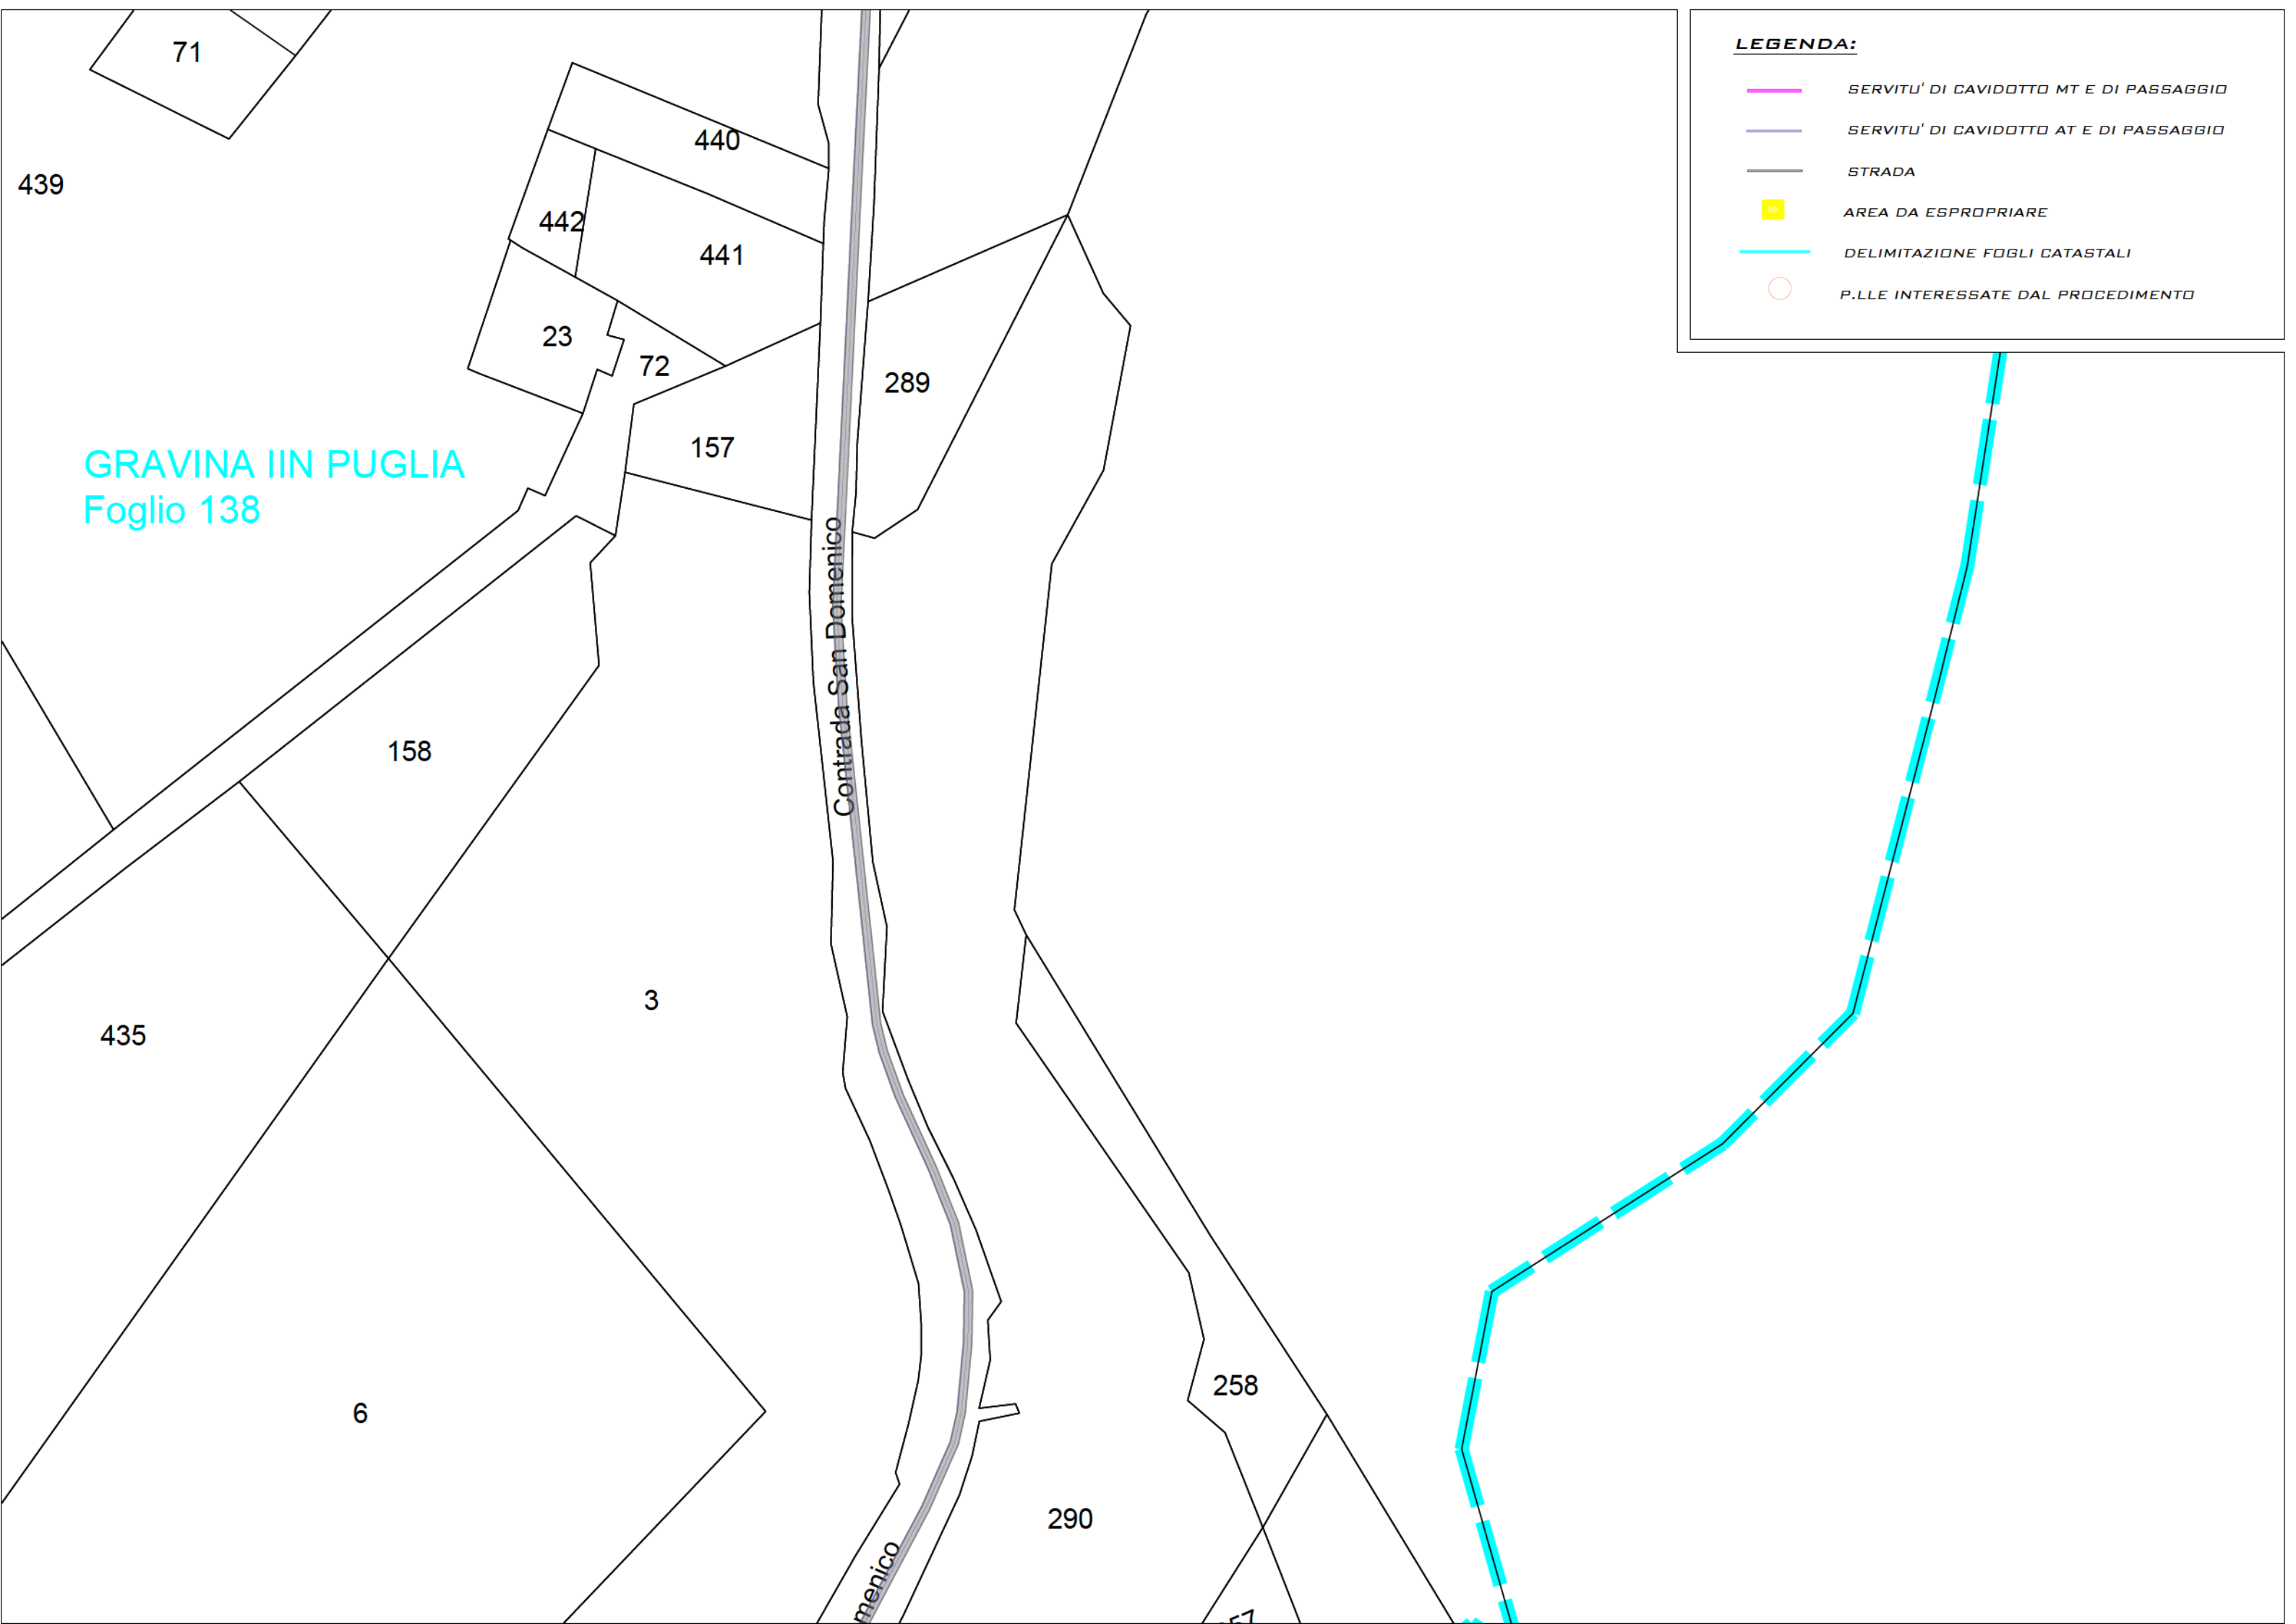 71
LEGENDA:
SERVITU' DI CAVIDOTTO MT E DI PASSAGGIO
SERVITU' DI CAVIDOTTO AT E DI PASSAGGIO
STRADA
AREA DA ESPROPRIARE
DELIMITAZIONE FOGLI CATASTALI
P.LLE INTERESSATE DAL PROCEDIMENTO
440
439
442
441
23
72
289
157
GRAVINA IIN PUGLIA
Foglio 138
Contrada San Domenico
158
3
435
258
6
290
menico
57